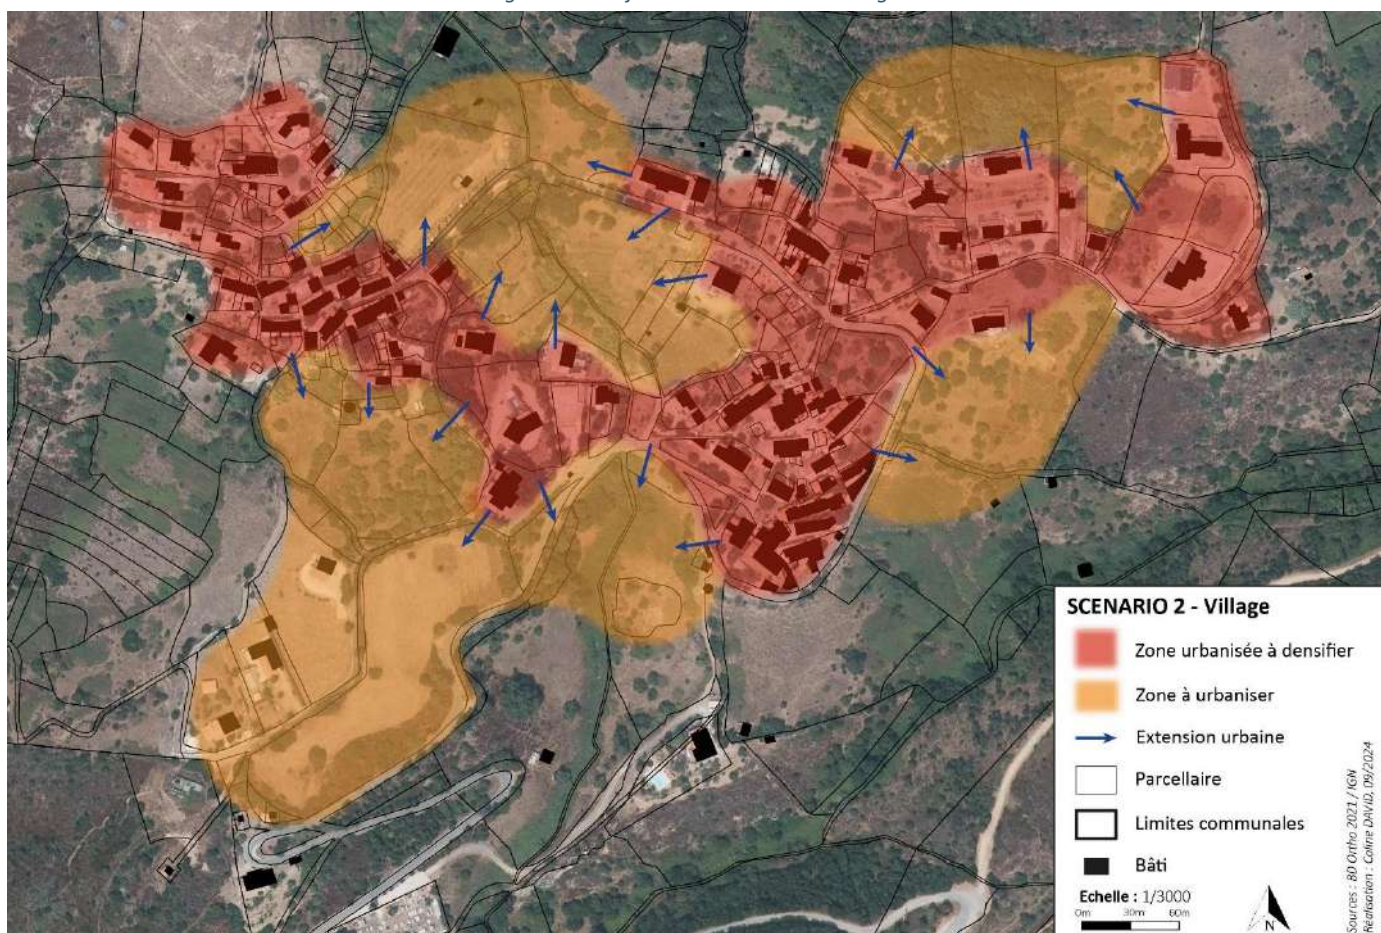 SCENARIO 2 - Village
Zone urbanisée à densifier
Zone à urbaniser
Extension urbaine
Parcellaire
Limites communales
Bâti
Echelle : 1/3000
0m 30m 60m
N
Sources : BD Ortho 2021 / IGN
Réalisation : Coline DAVID, 09/2024